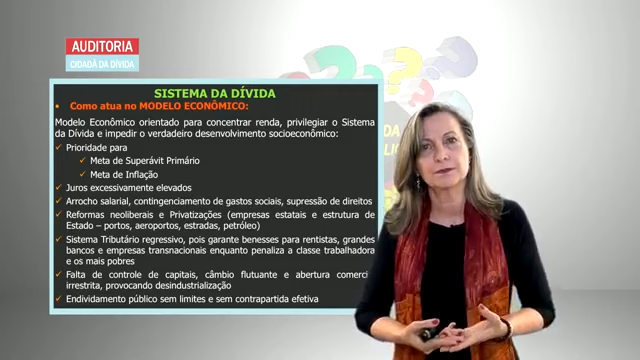 AUDITORIA
CIDADÃ DA DÍVIDA
SISTEMA DA DÍVIDA
• Como atua no MODELO ECONÔMICO:
Modelo Econômico orientado para concentrar renda, privilegiar o Sistema
da Dívida e impedir o verdadeiro desenvolvimento socioeconômico:
✓ Prioridade para
✓ Meta de Superávit Primário
✓ Meta de Inflação
✓ Juros excessivamente elevados
✓ Arrocho salarial, contingenciamento de gastos sociais, supressão de direitos
✓ Reformas neoliberais e Privatizações (empresas estatais e estrutura de
Estado – portos, aeroportos, estradas, petróleo)
✓ Sistema Tributário regressivo, pois garante benesses para rentistas, grandes
bancos e empresas transnacionais enquanto penaliza a classe trabalhadora
e os mais pobres
✓ Falta de controle de capitais, câmbio flutuante e abertura comerci
irrestrita, provocando desindustrialização
✓ Endividamento público sem limites e sem contrapartida efetiva